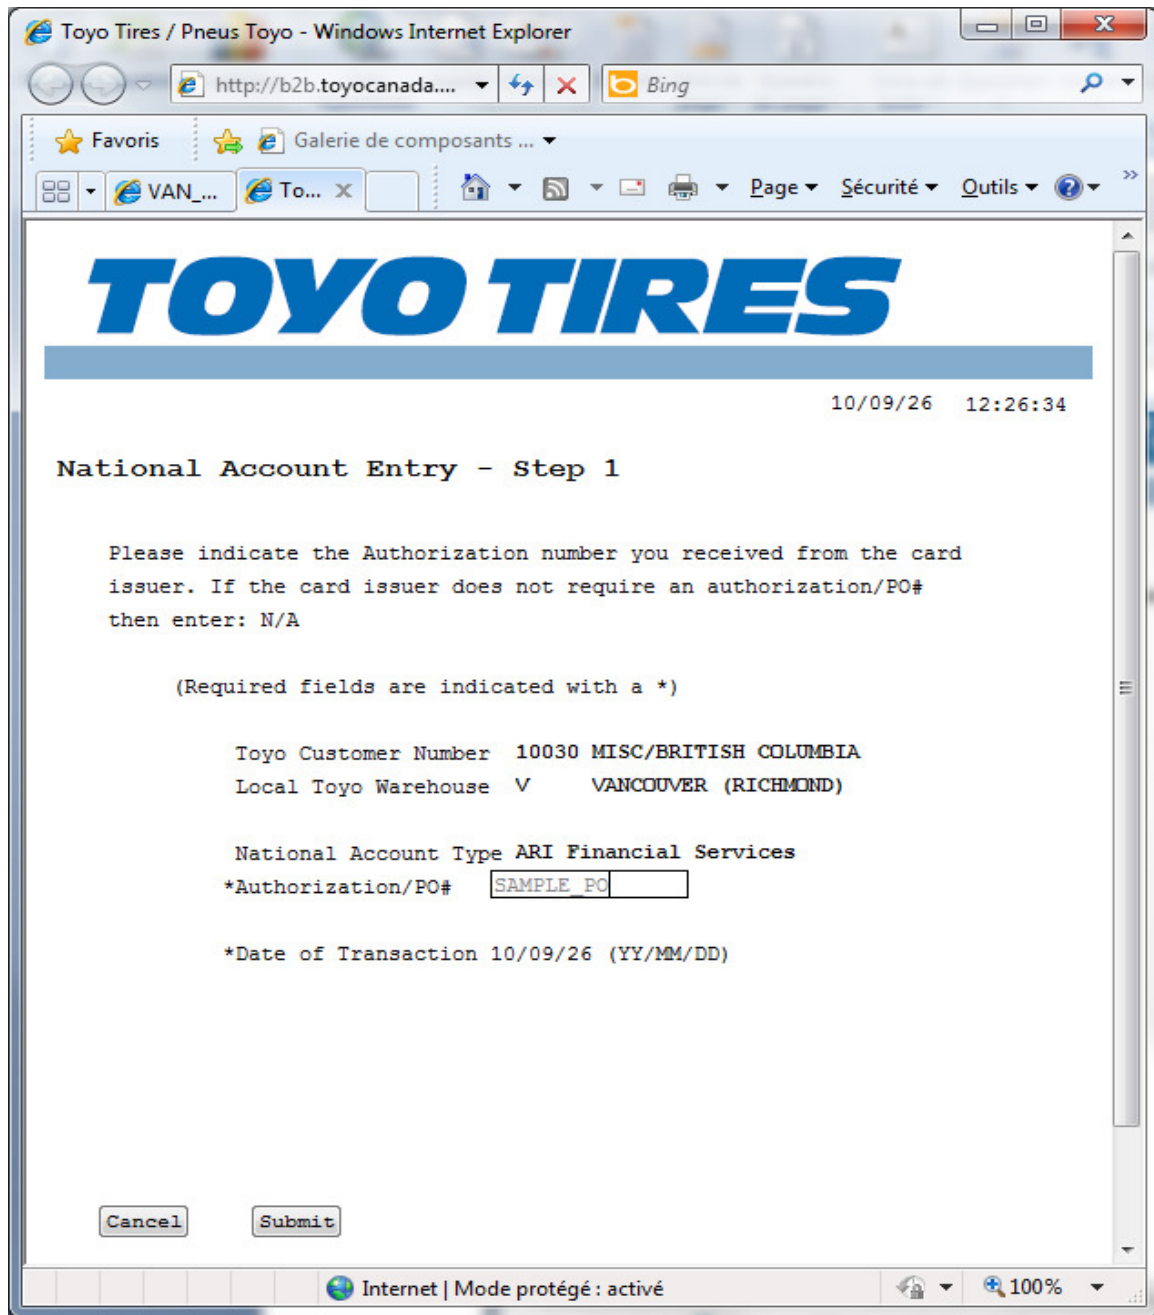 Toyo Tires / Pneus Toyo - Windows Internet Explorer
http://b2b.toyocanada.... Bing
Favoris Galerie de composants ...
VAN_... To... Page Sécurité Outils
TOYO TIRES
10/09/26 12:26:34
National Account Entry - Step 1
Please indicate the Authorization number you received from the card
issuer. If the card issuer does not require an authorization/PO#
then enter: N/A
(Required fields are indicated with a *)
Toyo Customer Number 10030 MISC/BRITISH COLUMBIA
Local Toyo Warehouse V VANCOUVER (RICHMOND)
National Account Type ARI Financial Services
*Authorization/PO# SAMPLE_PO
*Date of Transaction 10/09/26 (YY/MM/DD)
Cancel Submit
Internet | Mode protégé : activé 100%